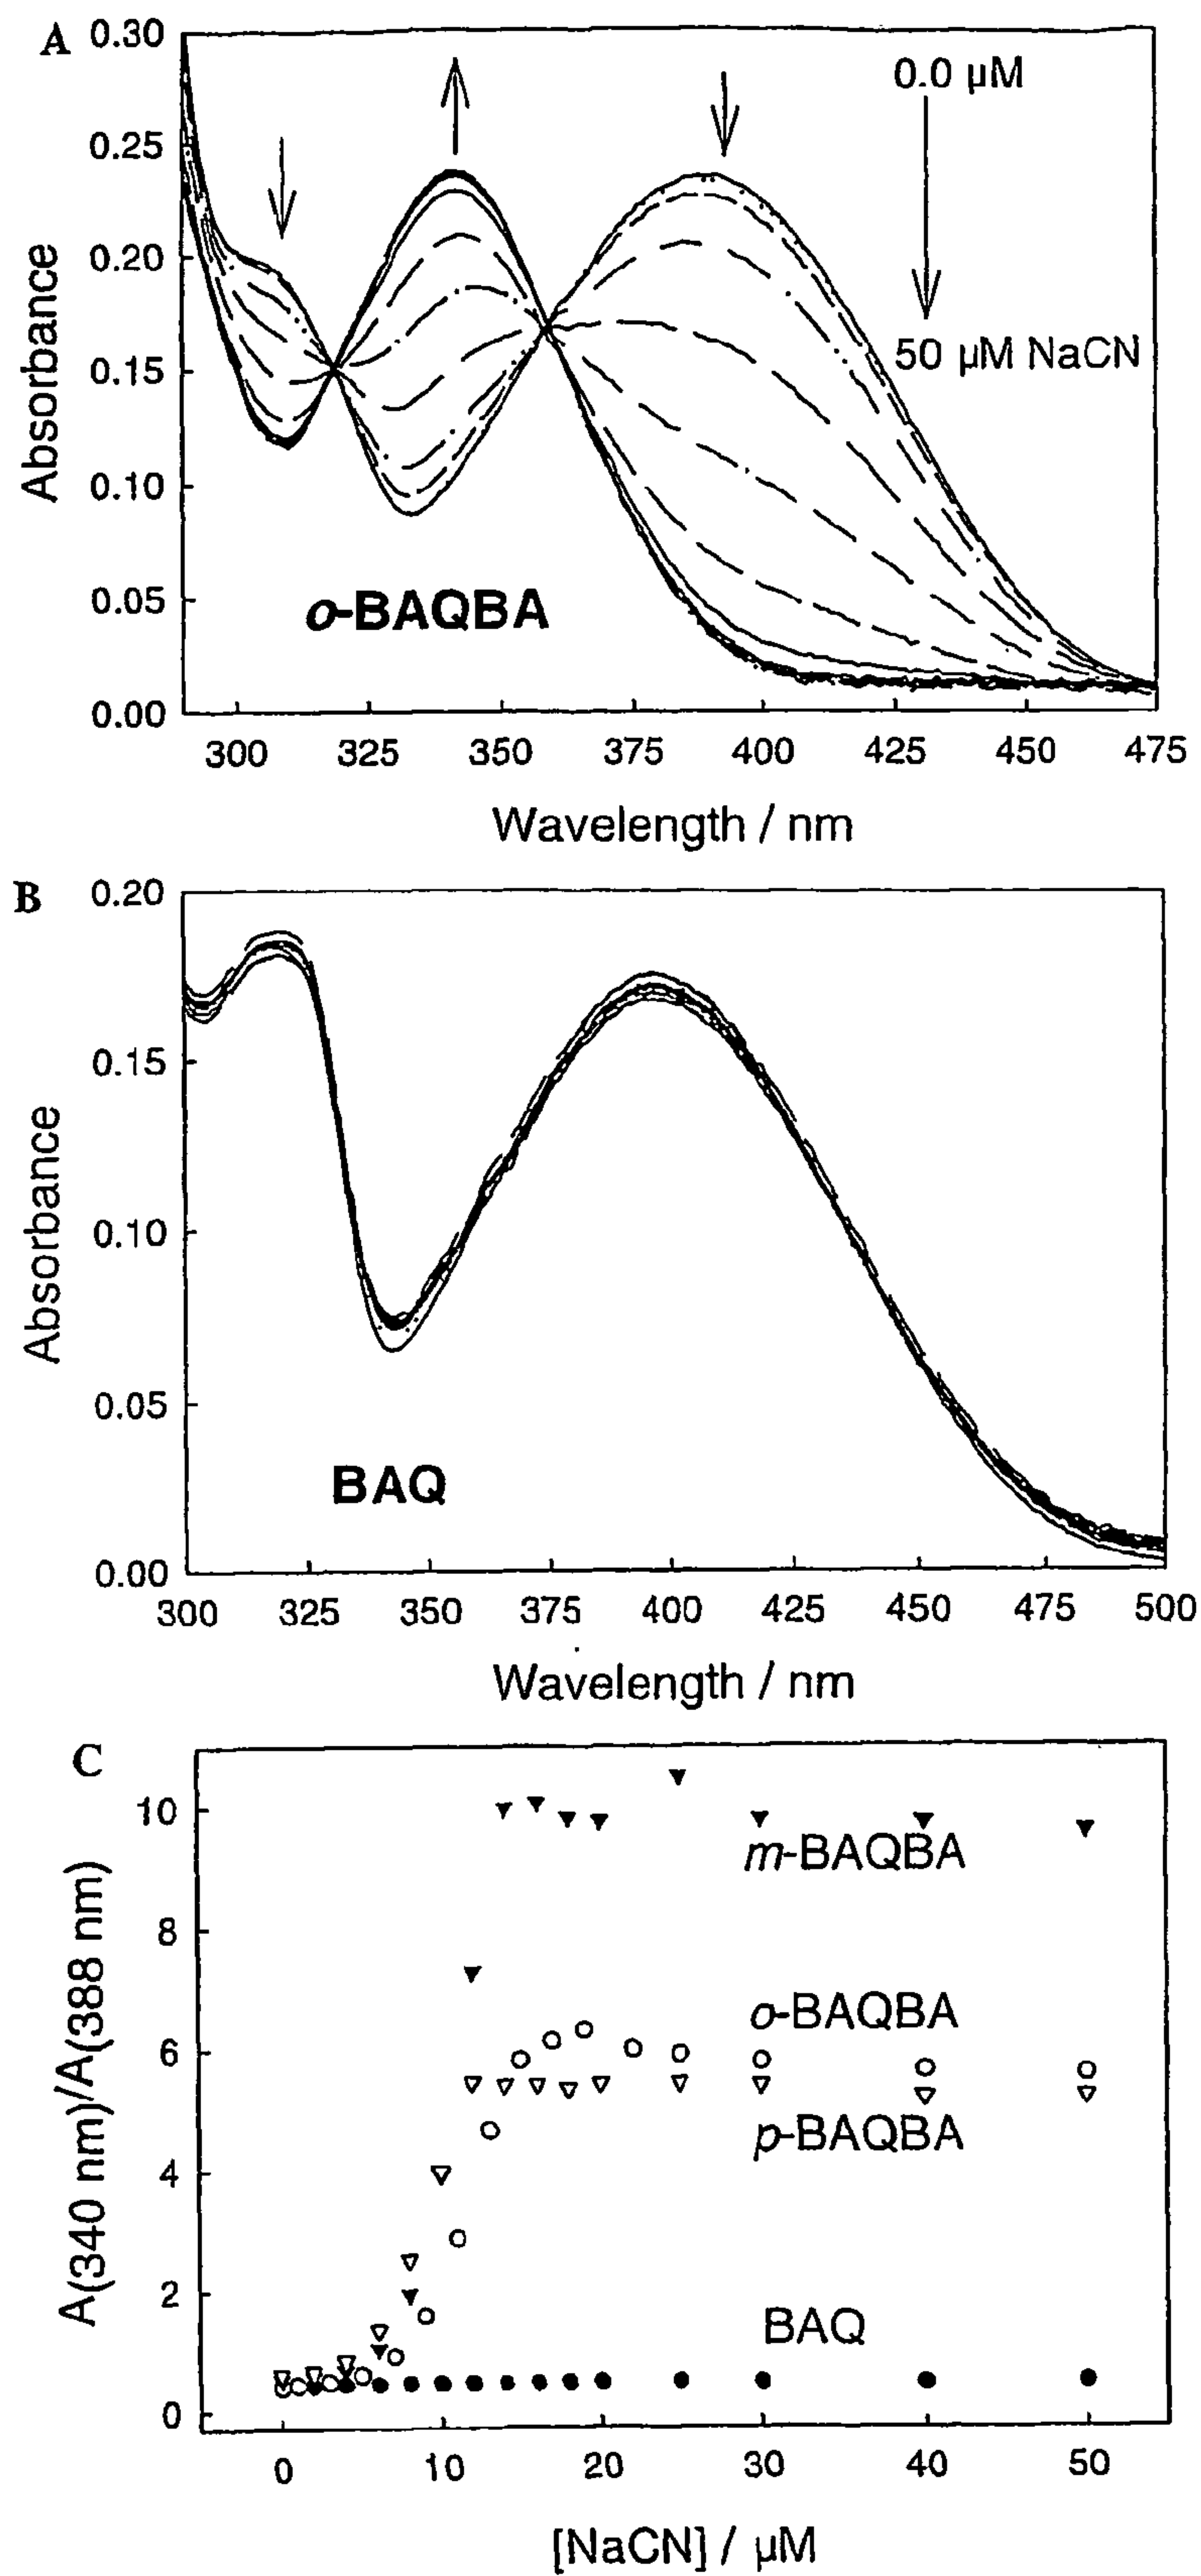 A
0.30
0.25
0.20
0.15
0.10
0.05
0.00
Absorbance
0.0 µM
50 µM NaCN
o-BAQBA
300 325 350 375 400 425 450 475
Wavelength / nm
B
0.20
0.15
0.10
0.05
0.00
Absorbance
BAQ
300 325 350 375 400 425 450 475 500
Wavelength / nm
C
10
8
6
4
2
0
A(340 nm)/A(388 nm)
m-BAQBA
o-BAQBA
p-BAQBA
BAQ
0 10 20 30 40 50
[NaCN] / µM